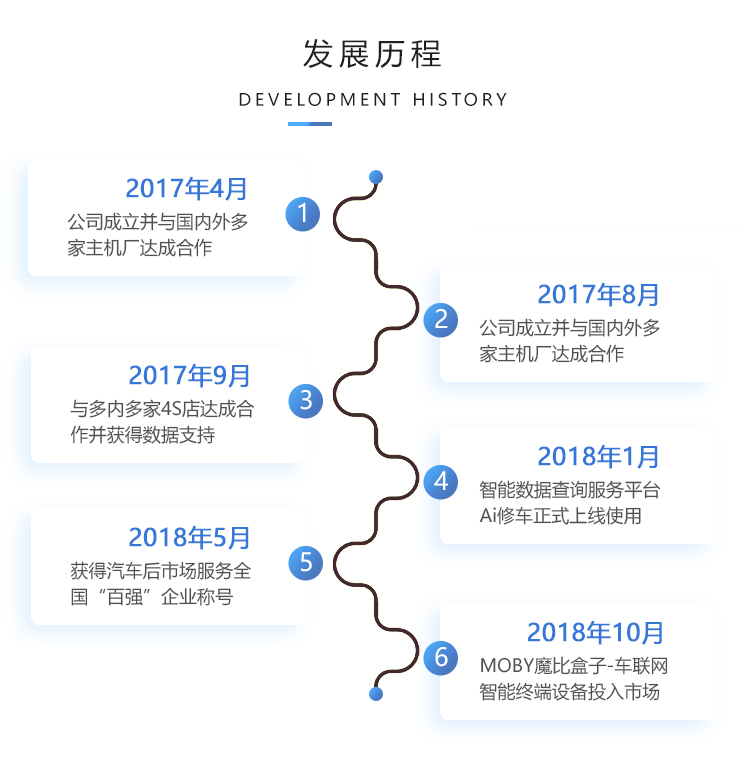 发展历程
DEVELOPMENT HISTORY
2017年4月
公司成立并与国内外多
家主机厂达成合作
1
2017年8月
公司成立并与国内外多
家主机厂达成合作
2
2017年9月
与多内多家4S店达成合
作并获得数据支持
3
2018年1月
智能数据查询服务平台
Ai修车正式上线使用
4
2018年5月
获得汽车后市场服务全
国“百强”企业称号
5
2018年10月
MOBY魔比盒子-车联网
智能终端设备投入市场
6